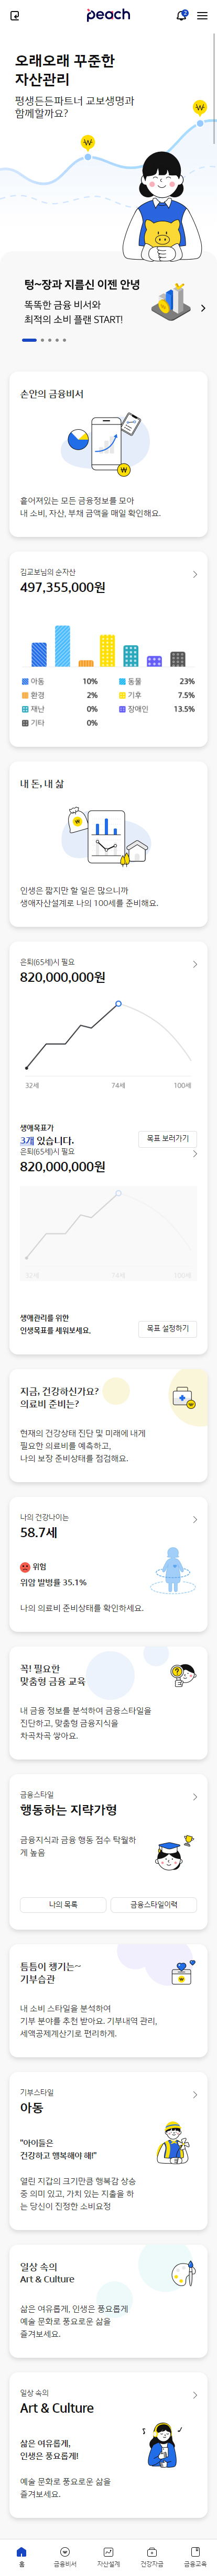 peach
2
오래오래 꾸준한
자산관리
평생든든파트너 교보생명과
함께할까요?
텅~장과 지름신 이젠 안녕
똑똑한 금융 비서와
최적의 소비 플랜 START!
손안의 금융비서
흩어져있는 모든 금융정보를 모아
내 소비, 자산, 부채 금액을 매일 확인해요.
김교보님의 순자산
497,355,000원
아동 10% 동물 23%
환경 2% 기후 7.5%
재난 0% 장애인 13.5%
기타 0%
내 돈, 내 삶
인생은 짧지만 할 일은 많으니까
생애자산설계로 나의 100세를 준비해요.
은퇴(65세)시 필요
820,000,000원
32세 74세 100세
생애목표가
3개 있습니다.
목표 보러가기
은퇴(65세)시 필요
820,000,000원
32세 74세 100세
생애관리를 위한
인생목표를 세워보세요.
목표 설정하기
지금, 건강하신가요?
의료비 준비는?
현재의 건강상태 진단 및 미래에 내게
필요한 의료비를 예측하고,
나의 보장 준비상태를 점검해요.
나의 건강나이는
58.7세
위험
위암 발병률 35.1%
나의 의료비 준비상태를 확인하세요.
꼭! 필요한
맞춤형 금융 교육
내 금융 정보를 분석하여 금융스타일을
진단하고, 맞춤형 금융지식을
차곡차곡 쌓아요.
금융스타일
행동하는 지략가형
금융지식과 금융 행동 점수 탁월하
게 높음
나의 목록
금융스타일이력
틈틈이 챙기는~
기부습관
내 소비 스타일을 분석하여
기부 분야를 추천 받아요. 기부내역 관리,
세액공제계산기로 편리하게.
기부스타일
아동
"아이들은
건강하고 행복해야 해!"
열린 지갑의 크기만큼 행복감 상승
중 의미 있고, 가치 있는 지출을 하
는 당신이 진정한 소비요정
일상 속의
Art & Culture
삶은 여유롭게, 인생은 풍요롭게
예술 문화로 풍요로운 삶을
즐겨보세요.
일상 속의
Art & Culture
삶은 여유롭게,
인생은 풍요롭게!
예술 문화로 풍요로운 삶을
즐겨보세요.
홈 금융비서 자산설계 건강자금 금융교육